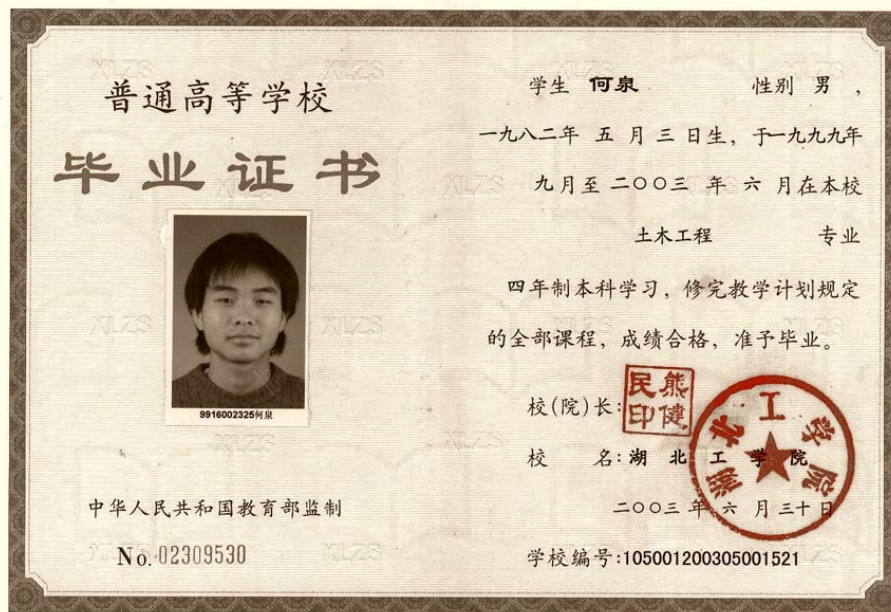 普通高等学校
毕业证书
9916002325何泉
中华人民共和国教育部监制
No. 02309530
学生 何泉 性别 男，
一九八二年 五 月 三 日生，于一九九九年
九月至 二〇〇三 年 六 月在本校
土木工程 专业
四年制本科学习，修完教学计划规定
的全部课程，成绩合格，准予毕业。
校(院)长:
熊健民印
校 名: 湖北工学院
湖北工学院
二〇〇三 年 六 月 三十 日
学校编号:105001200305001521
XLZS